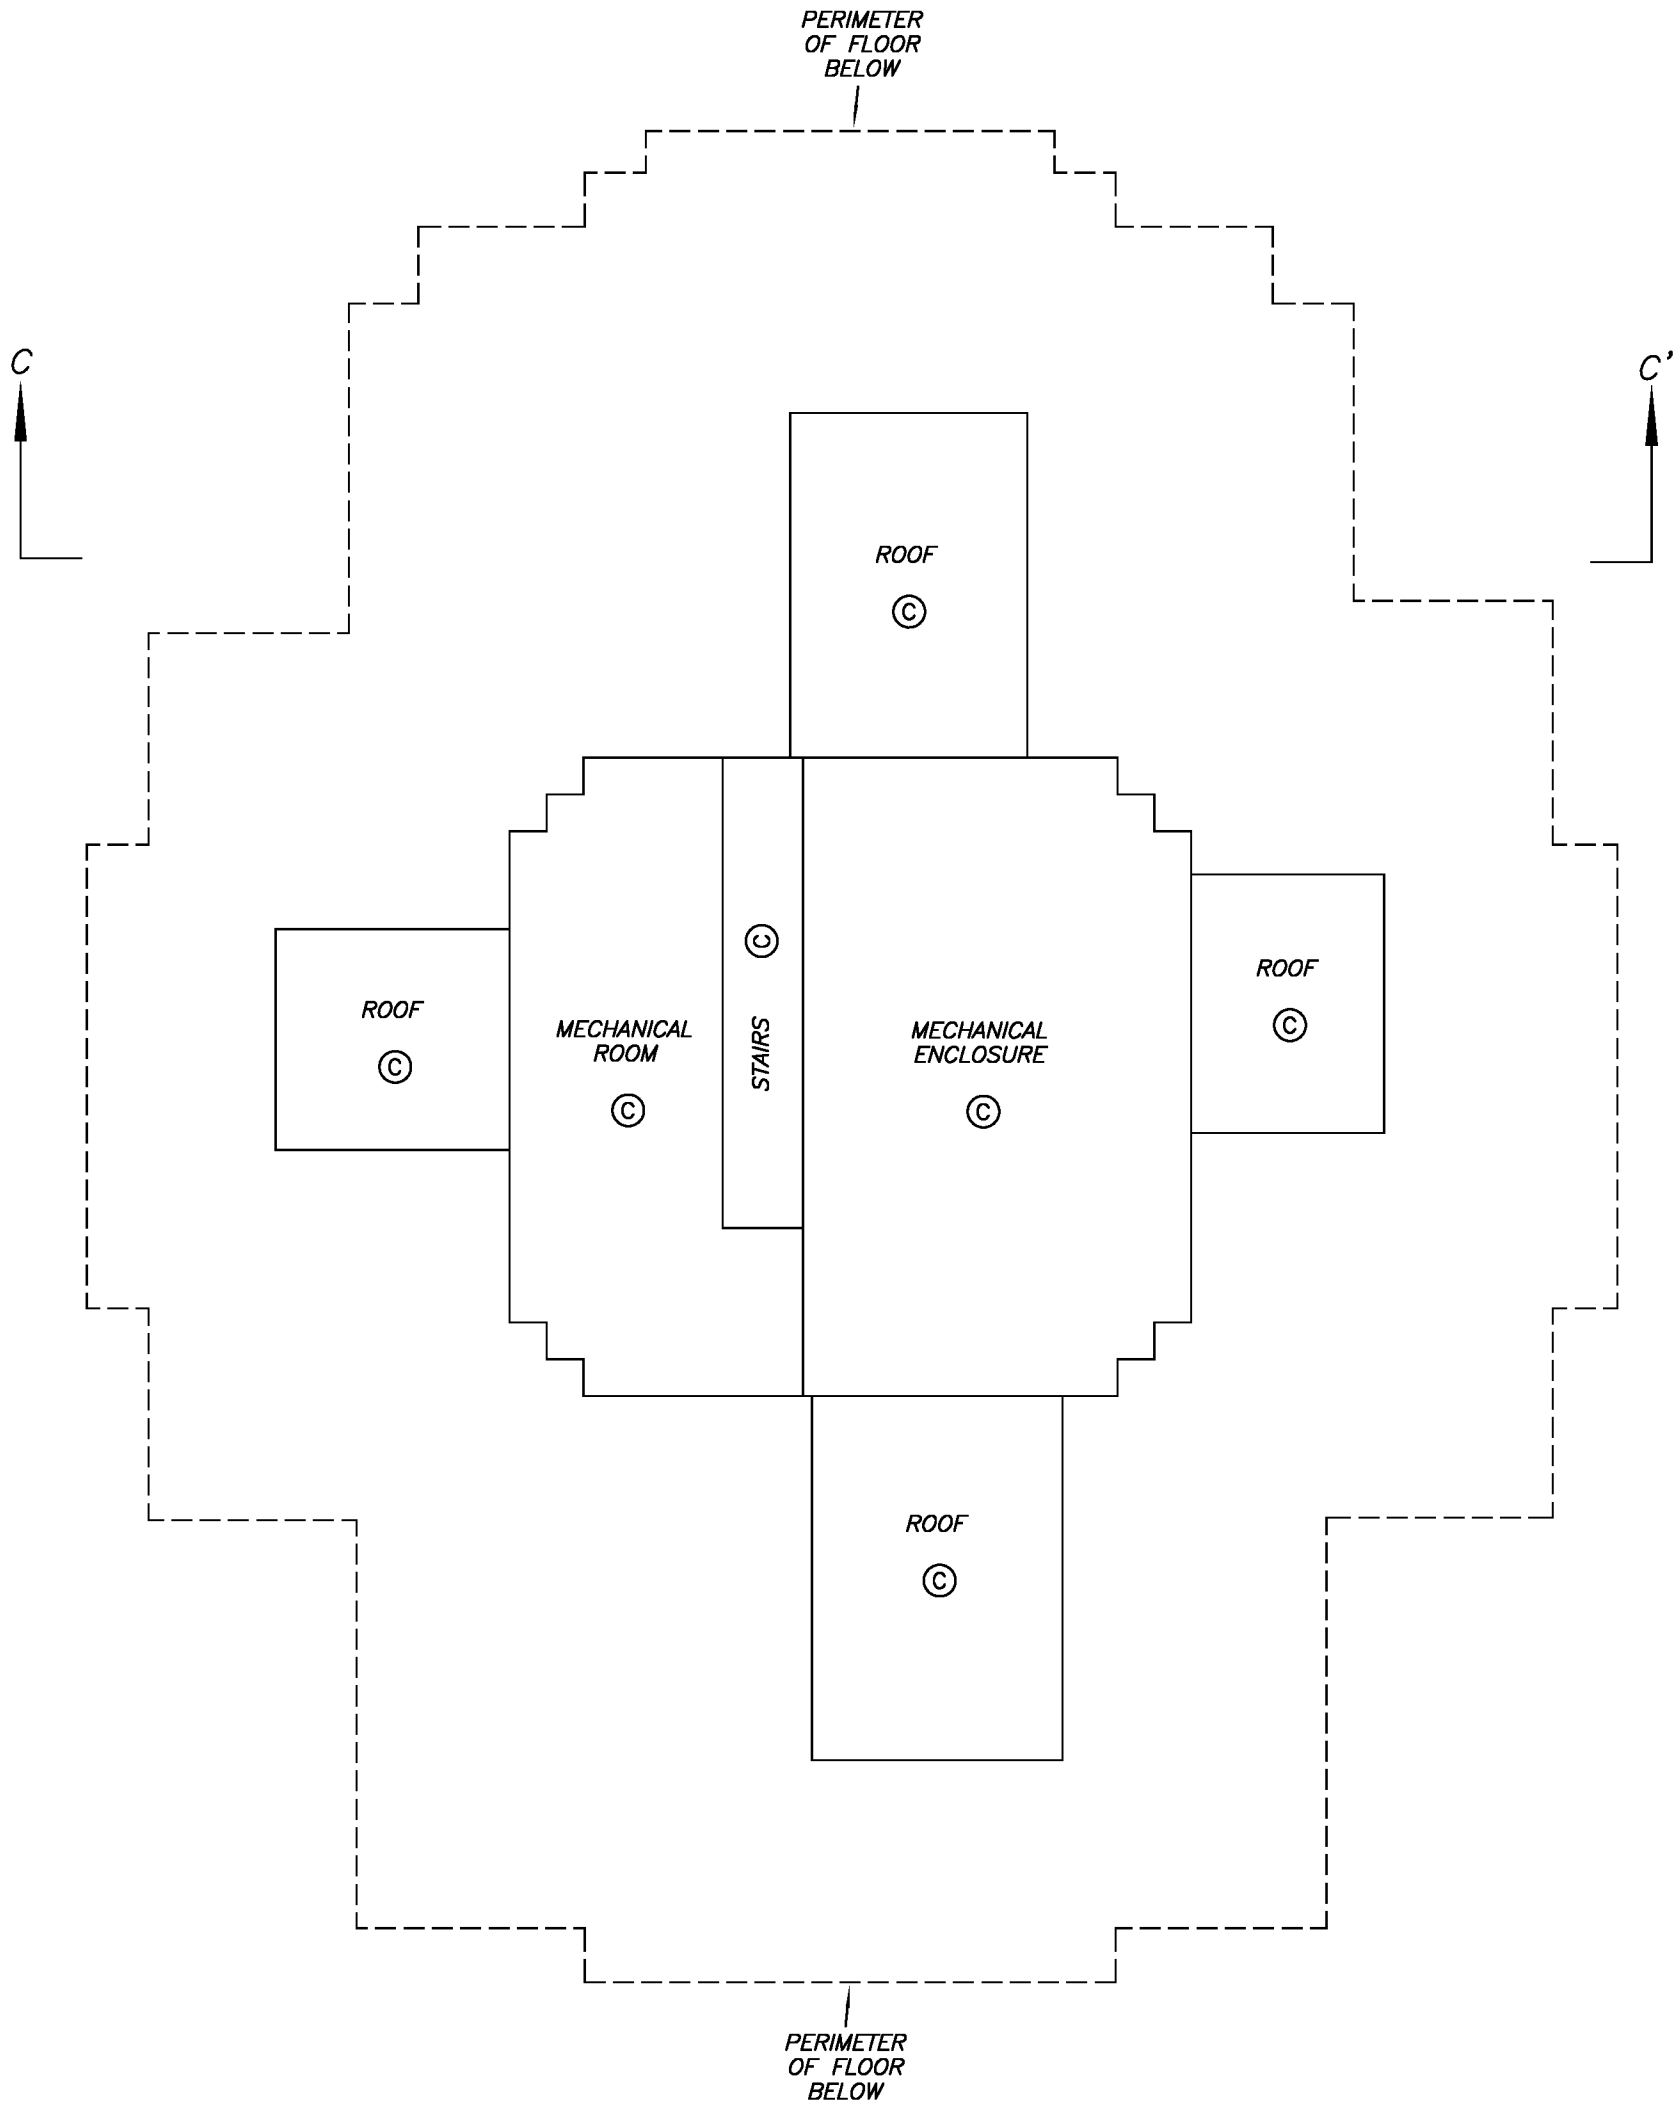 PERIMETER
OF FLOOR
BELOW
C
C'
ROOF
©
ROOF
©
MECHANICAL
ROOM
©
STAIRS ©
MECHANICAL
ENCLOSURE
©
ROOF
©
ROOF
©
PERIMETER
OF FLOOR
BELOW